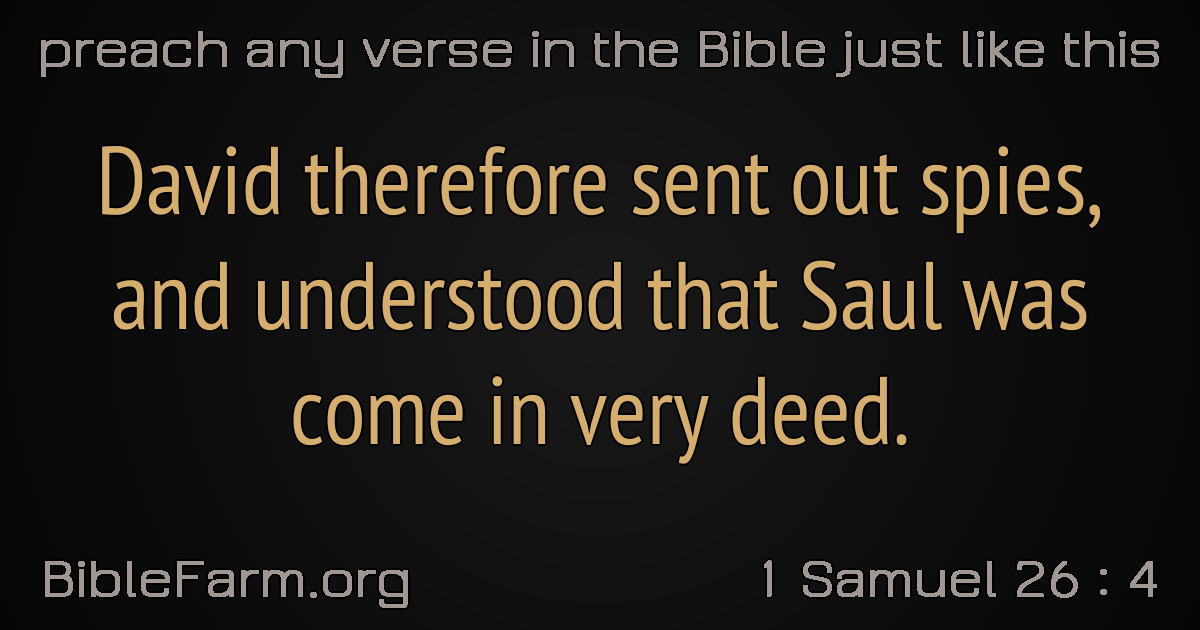 preach any verse in the Bible just like this
David therefore sent out spies,
and understood that Saul was
come in very deed.
BibleFarm.org
1 Samuel 26 : 4